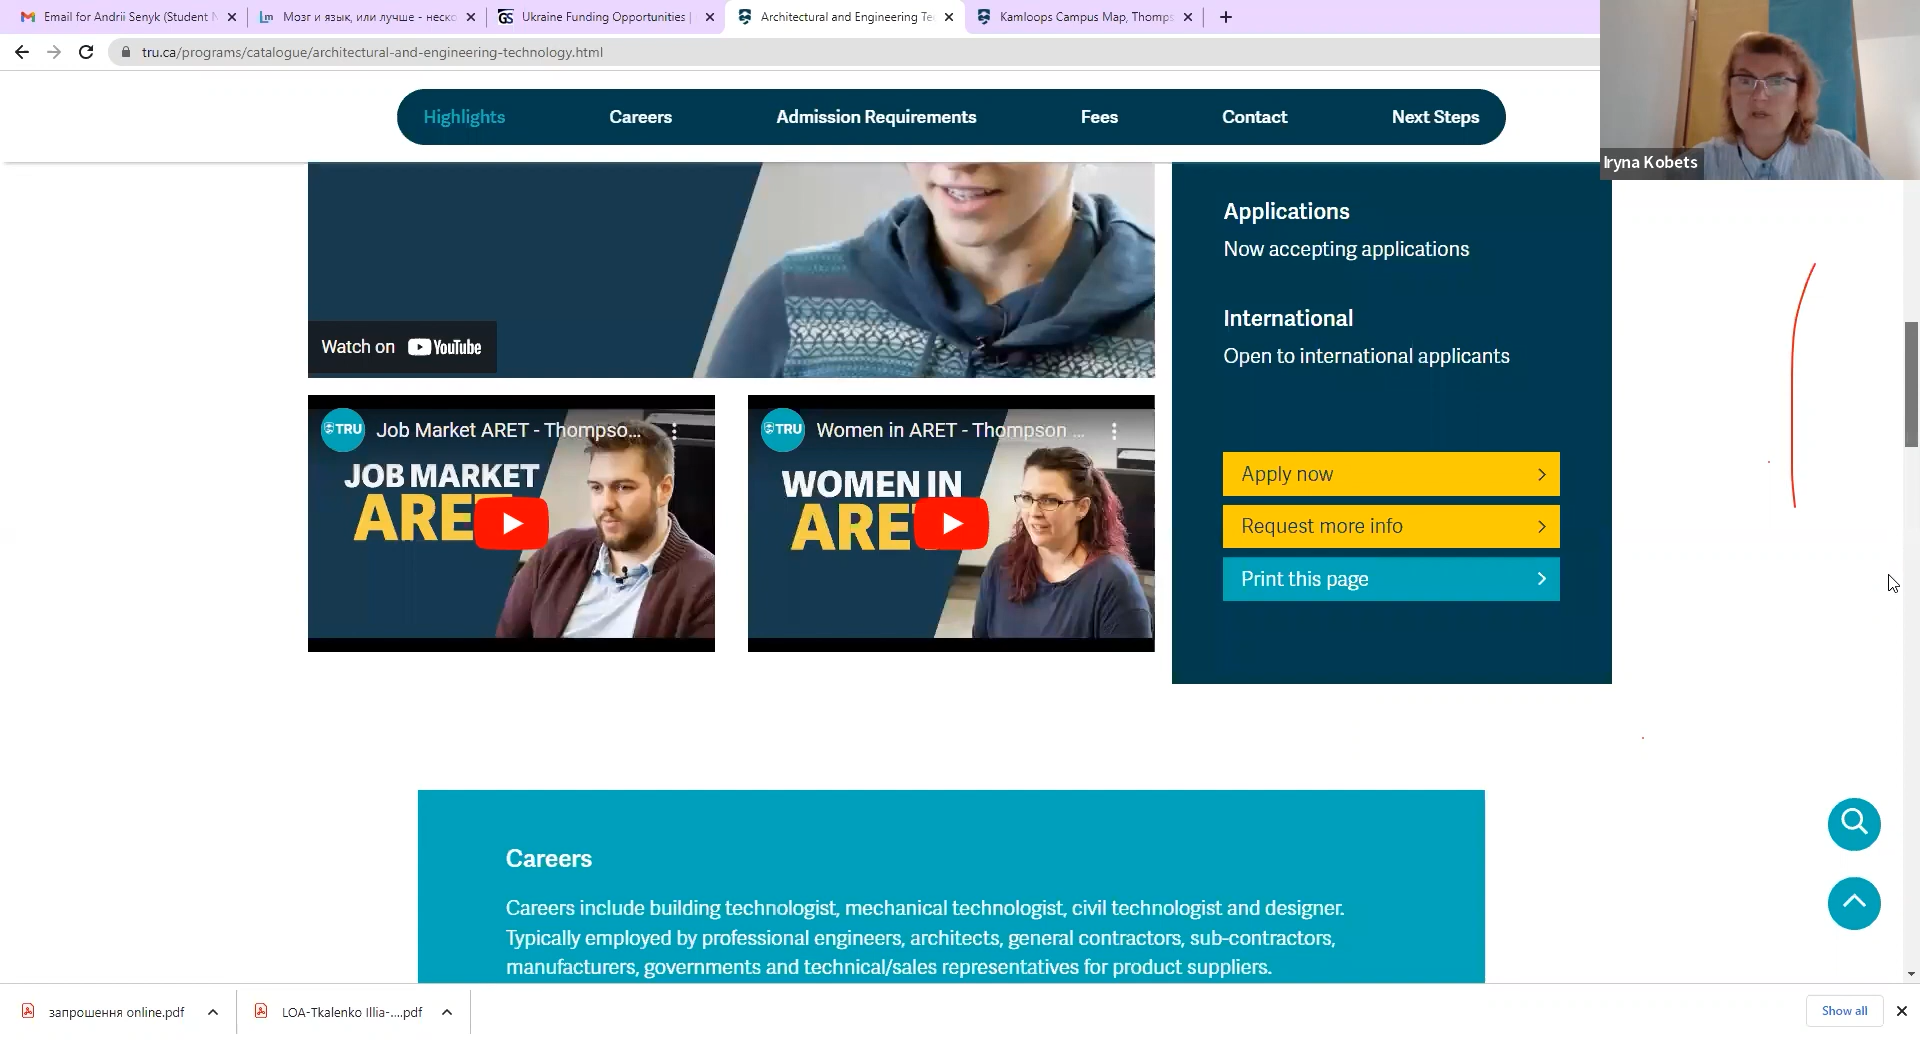 Email for Andrii Senyk (Student N
Мозг и язык, или лучше - неско
Ukraine Funding Opportunities |
Architectural and Engineering Te
Kamloops Campus Map, Thomps
tru.ca/programs/catalogue/architectural-and-engineering-technology.html
Highlights
Careers
Admission Requirements
Fees
Contact
Next Steps
Iryna Kobets
Watch on YouTube
TRU
Job Market ARET - Thompso...
JOB MARKET
ARE
TRU
Women in ARET - Thompson ...
WOMEN IN
ARE
Applications
Now accepting applications
International
Open to international applicants
Apply now
Request more info
Print this page
Careers
Careers include building technologist, mechanical technologist, civil technologist and designer.
Typically employed by professional engineers, architects, general contractors, sub-contractors,
manufacturers, governments and technical/sales representatives for product suppliers.
запрошення online.pdf
LOA-Tkalenko Illia-....pdf
Show all